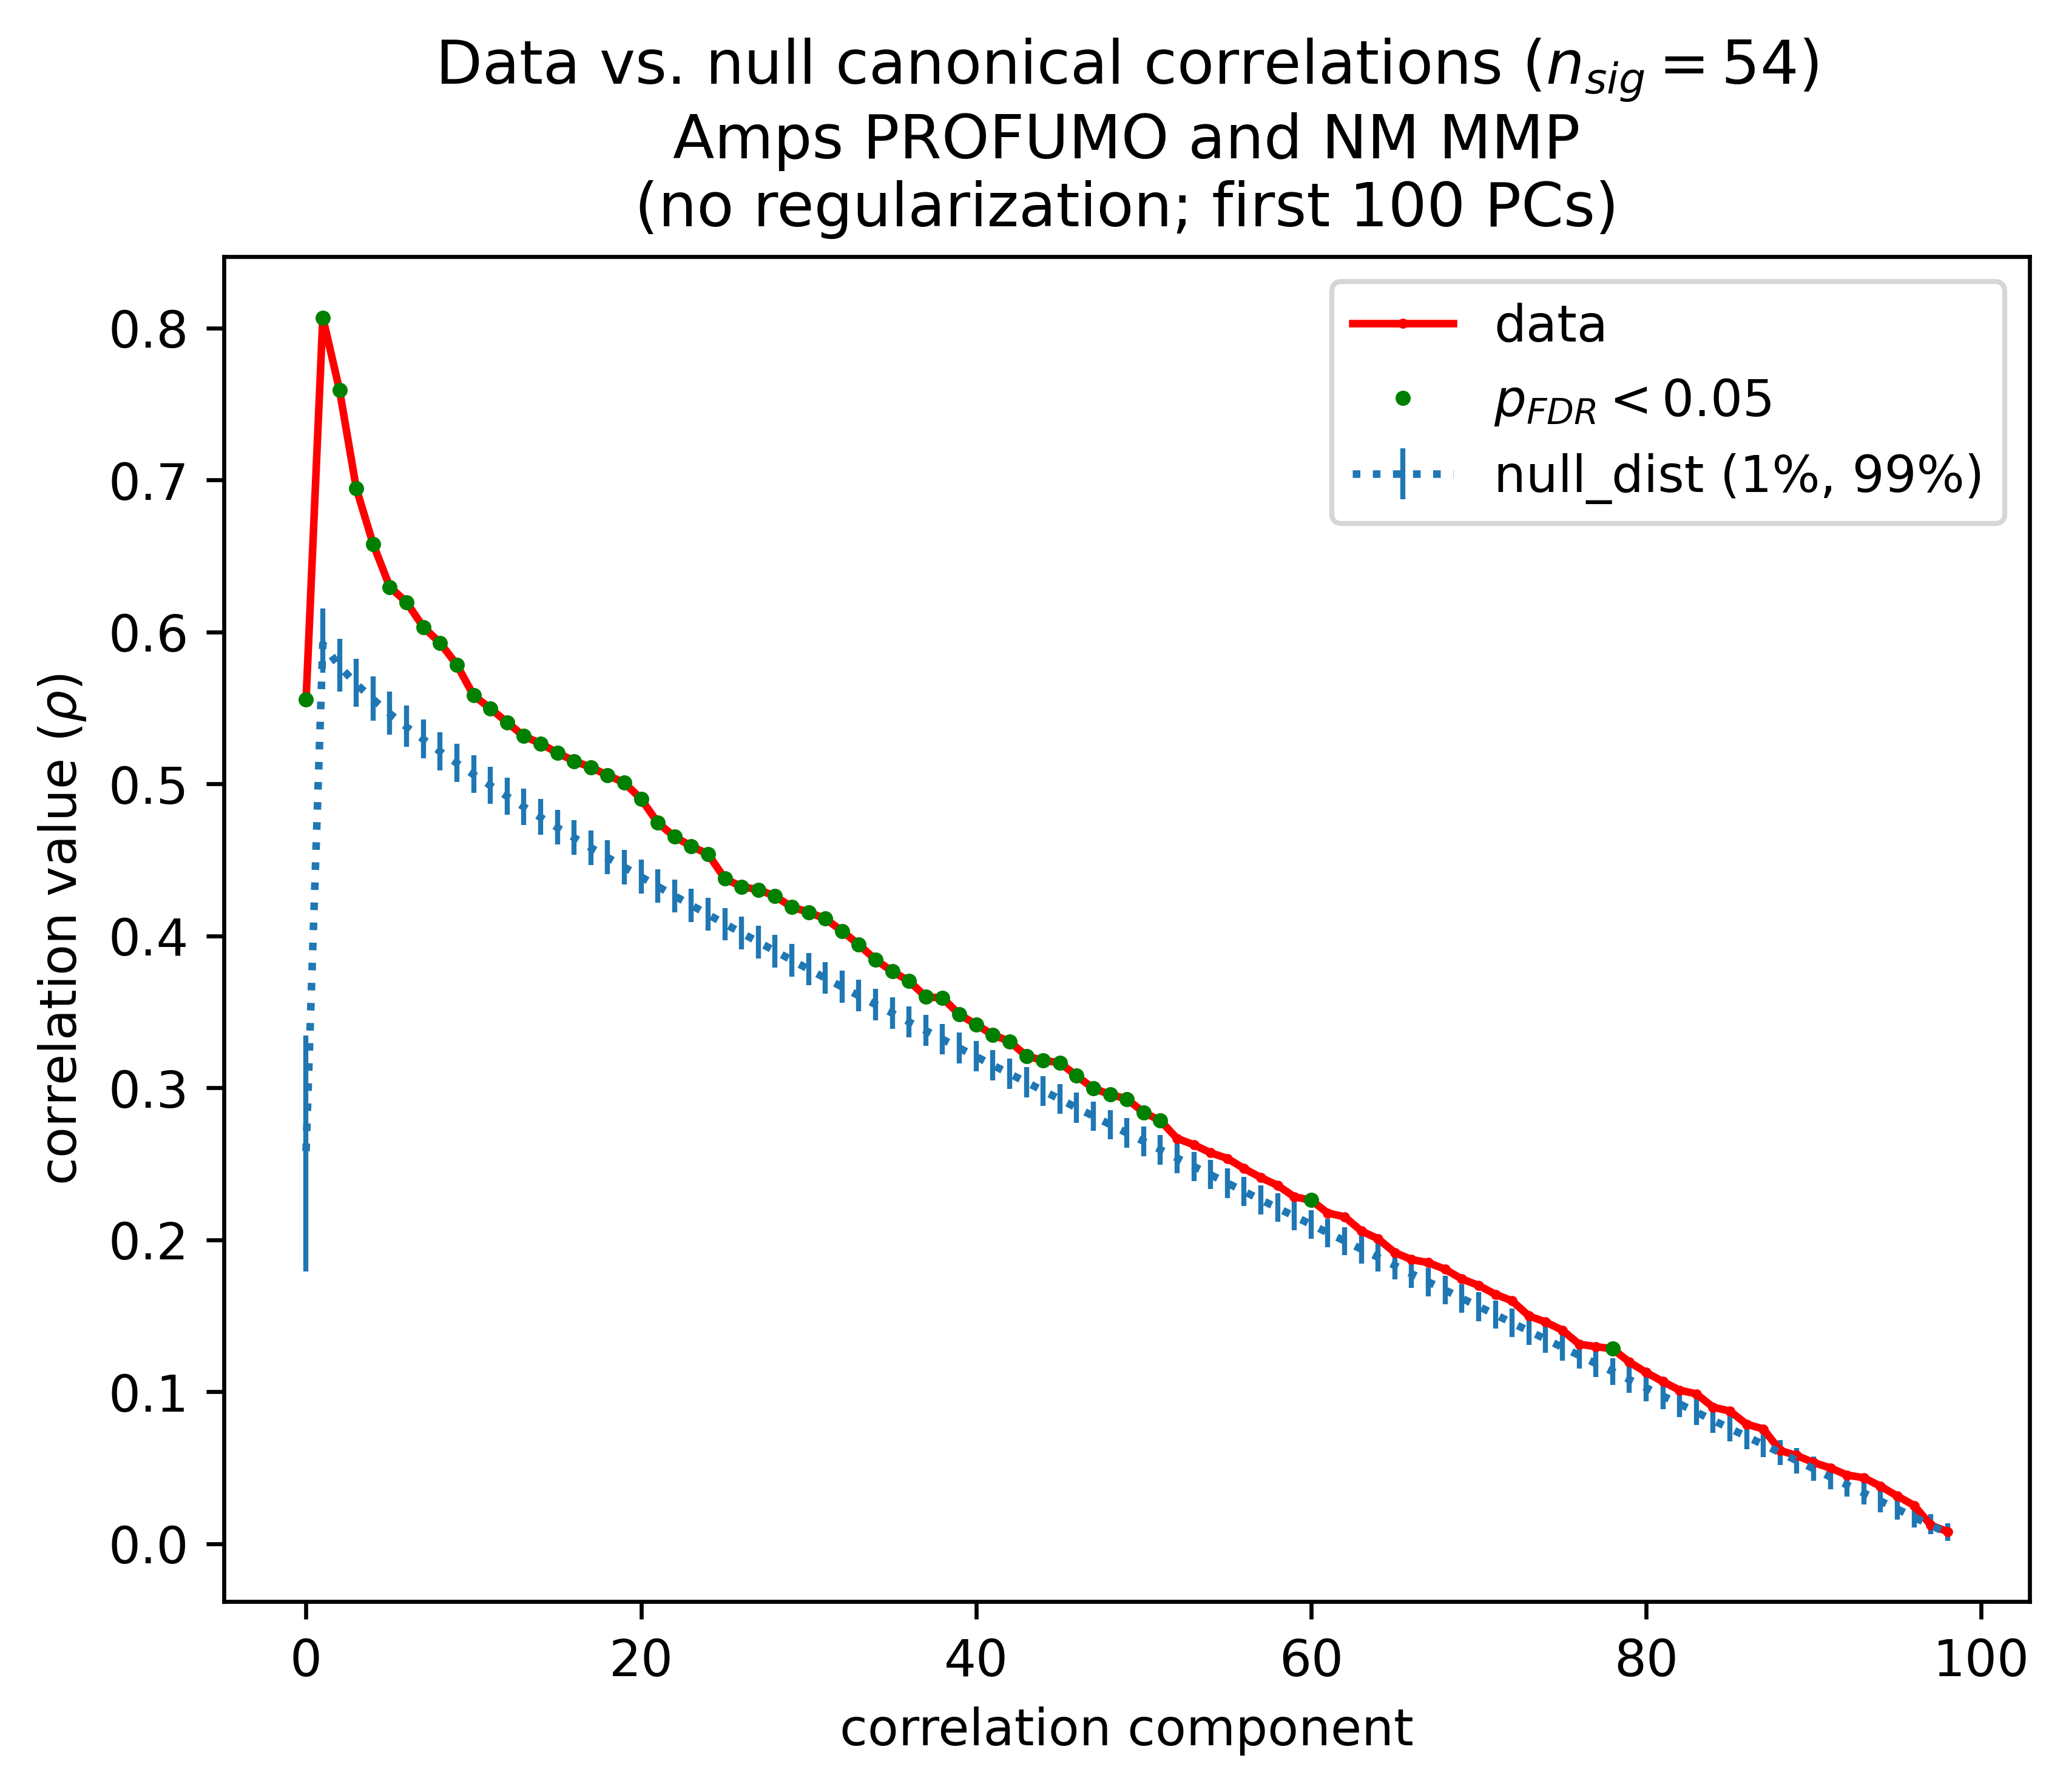 Data vs. null canonical correlations (n_sig = 54)
Amps PROFUMO and NM MMP
(no regularization; first 100 PCs)
data
p_FDR < 0.05
null_dist (1%, 99%)
correlation value (ρ)
0.8
0.7
0.6
0.5
0.4
0.3
0.2
0.1
0.0
0 20 40 60 80 100
correlation component